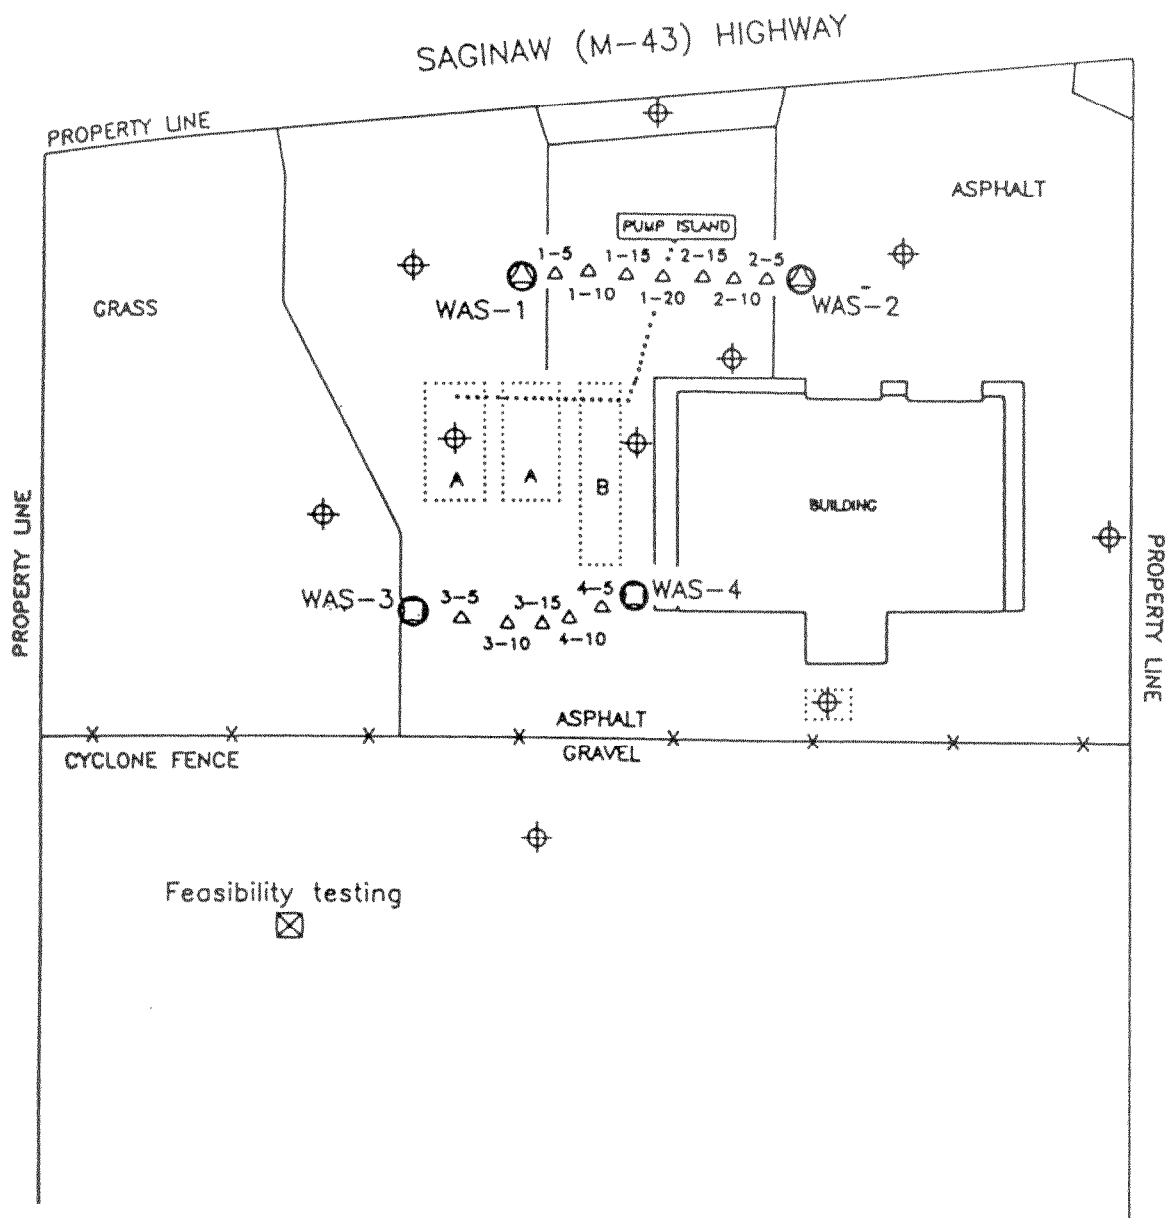 SAGINAW (M-43) HIGHWAY
PROPERTY LINE
ASPHALT
PUMP ISLAND
1-5 1-15 2-15 2-5
GRASS
WAS-1
1-10 1-20 2-10
WAS-2
A
A
B
BUILDING
PROPERTY LINE
PROPERTY LINE
WAS-3
3-5
3-15
4-5
WAS-4
3-10
4-10
ASPHALT
CYCLONE FENCE
GRAVEL
Feasibility testing